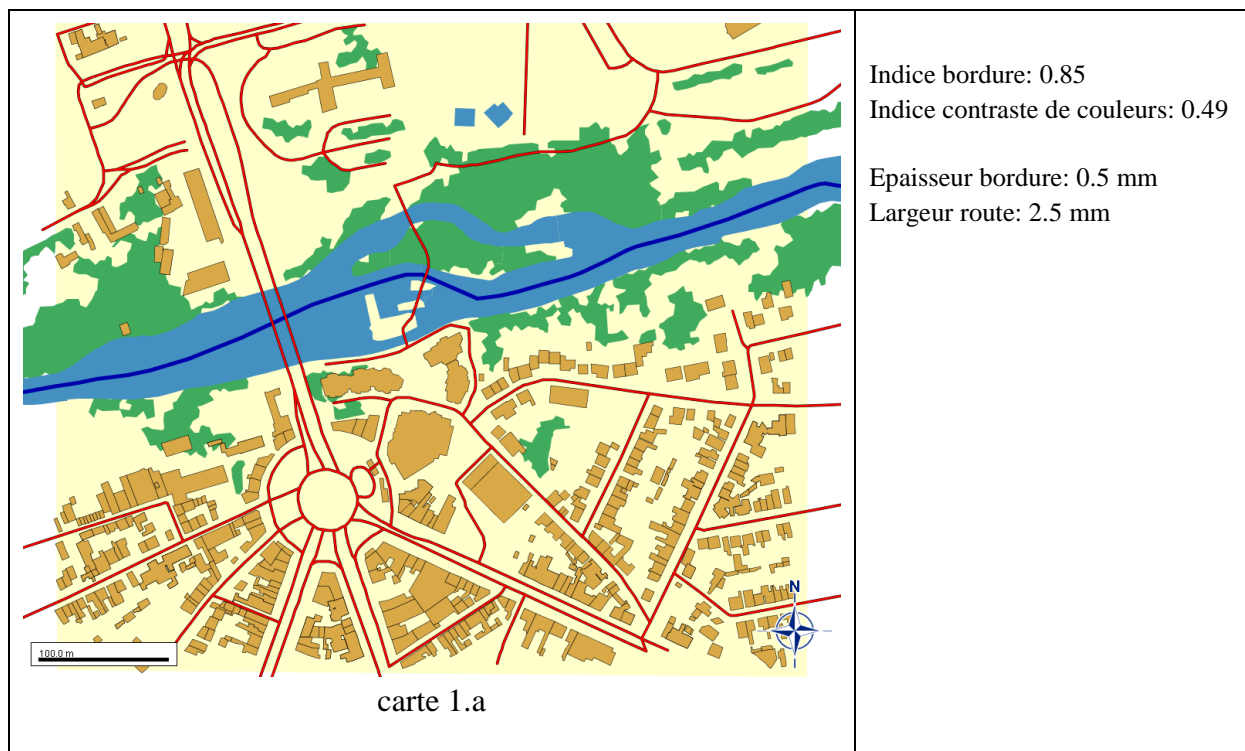 Indice bordure: 0.85
Indice contraste de couleurs: 0.49
Epaisseur bordure: 0.5 mm
Largeur route: 2.5 mm
N
100.0 m
carte 1.a